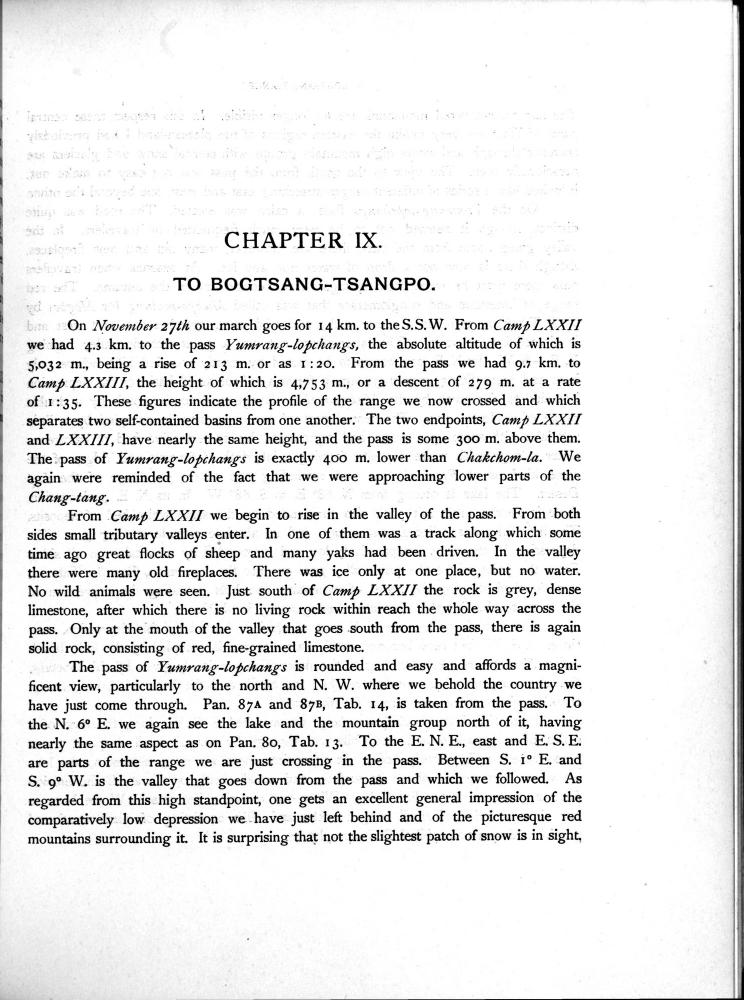 CHAPTER IX.
TO BOGTSANG-TSANGPO.
On November 27th our march goes for 14 km. to the S. S. W. From Camp LXXII
we had 4.3 km. to the pass Yumrang-lopchangs, the absolute altitude of which is
5,032 m., being a rise of 213 m. or as 1:20. From the pass we had 9.7 km. to
Camp LXXIII, the height of which is 4,753 m., or a descent of 279 m. at a rate
of 1:35. These figures indicate the profile of the range we now crossed and which
separates two self-contained basins from one another. The two endpoints, Camp LXXII
and LXXIII, have nearly the same height, and the pass is some 300 m. above them.
The pass of Yumrang-lopchangs is exactly 400 m. lower than Chakchom-la. We
again were reminded of the fact that we were approaching lower parts of the
Chang-tang.
From Camp LXXII we begin to rise in the valley of the pass. From both
sides small tributary valleys enter. In one of them was a track along which some
time ago great flocks of sheep and many yaks had been driven. In the valley
there were many old fireplaces. There was ice only at one place, but no water.
No wild animals were seen. Just south of Camp LXXII the rock is grey, dense
limestone, after which there is no living rock within reach the whole way across the
pass. Only at the mouth of the valley that goes south from the pass, there is again
solid rock, consisting of red, fine-grained limestone.
The pass of Yumrang-lopchangs is rounded and easy and affords a magni-
ficent view, particularly to the north and N. W. where we behold the country we
have just come through. Pan. 87A and 87B, Tab. 14, is taken from the pass. To
the N. 6° E. we again see the lake and the mountain group north of it, having
nearly the same aspect as on Pan. 80, Tab. 13. To the E. N. E., east and E. S. E.
are parts of the range we are just crossing in the pass. Between S. 1° E. and
S. 9° W. is the valley that goes down from the pass and which we followed. As
regarded from this high standpoint, one gets an excellent general impression of the
comparatively low depression we have just left behind and of the picturesque red
mountains surrounding it. It is surprising that not the slightest patch of snow is in sight,